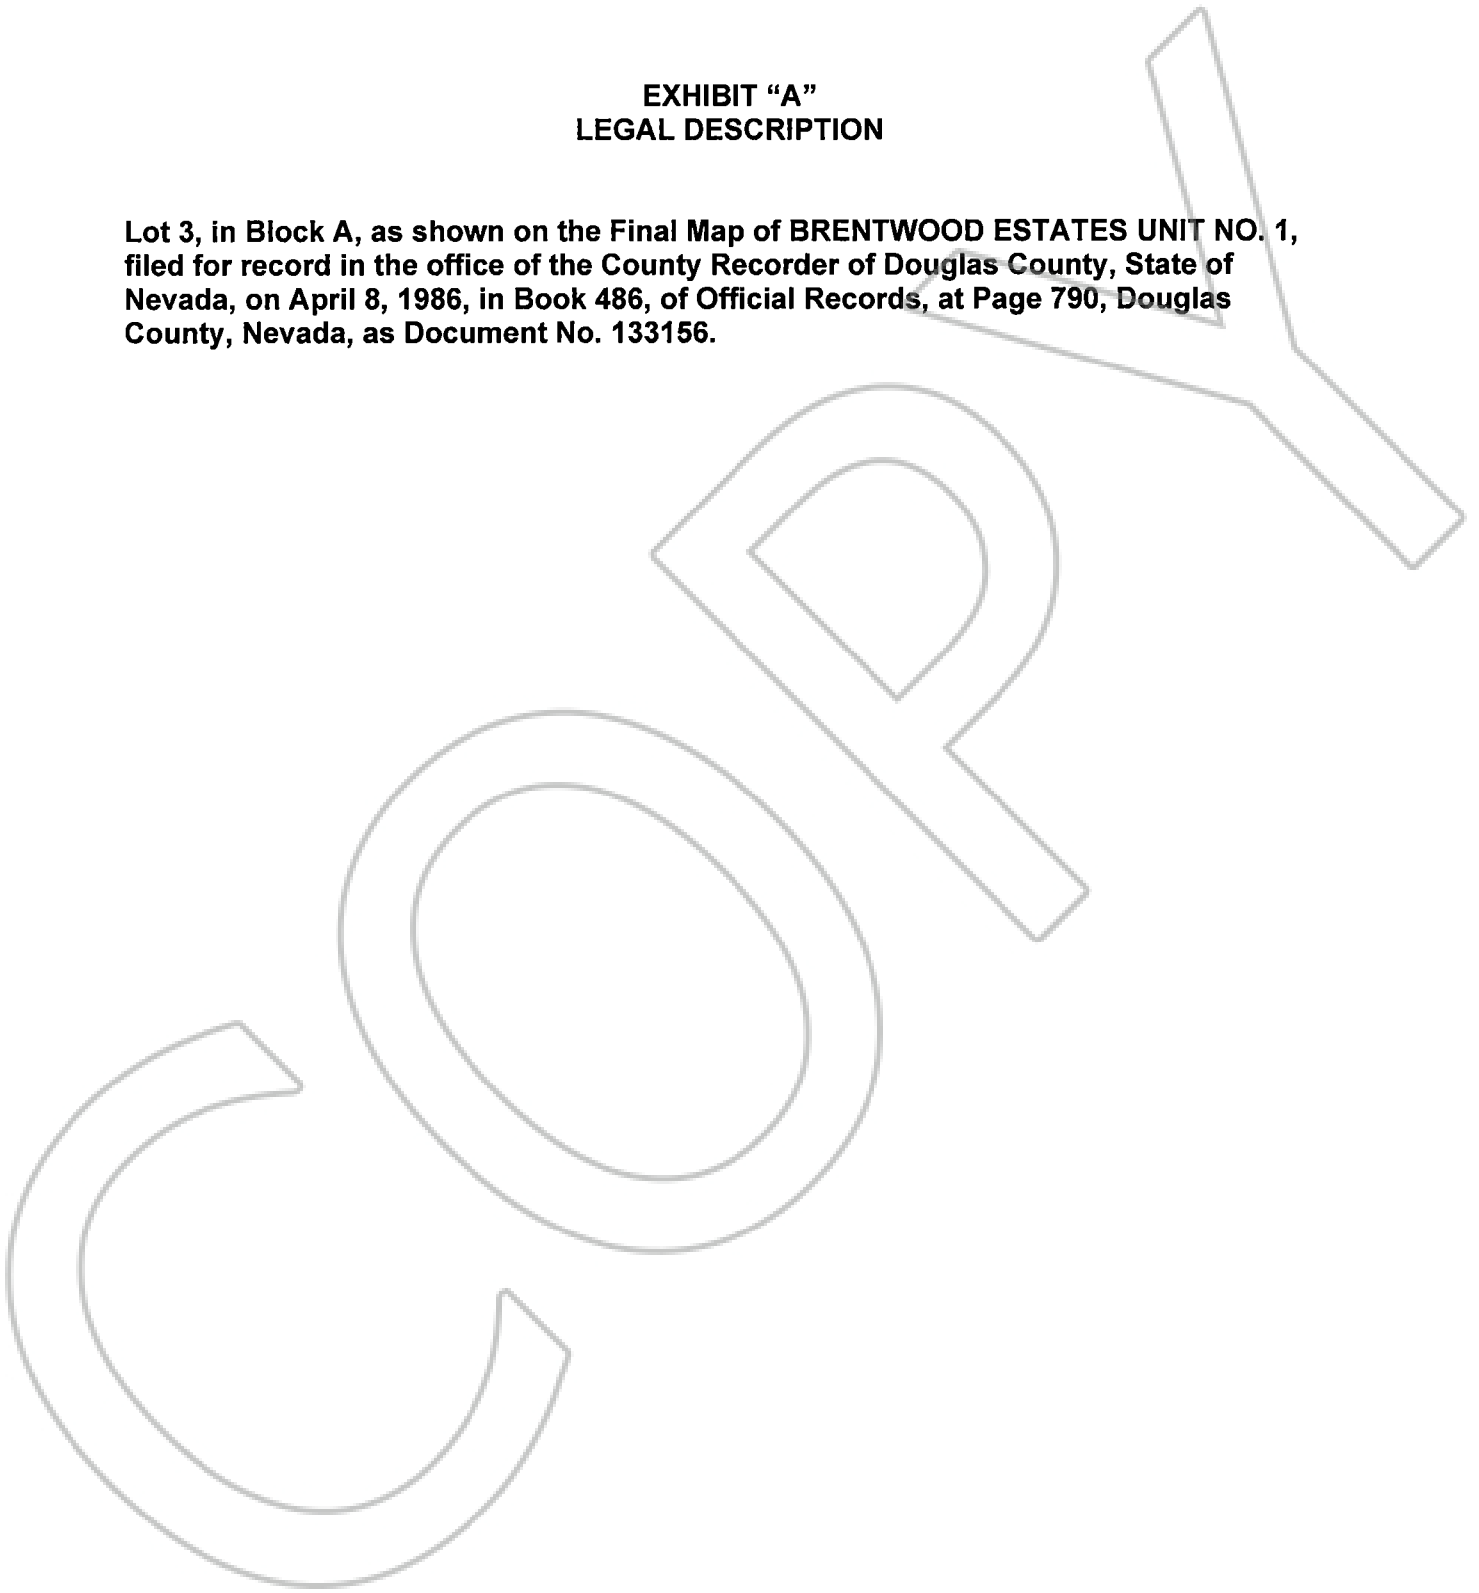 EXHIBIT “A”
LEGAL DESCRIPTION
Lot 3, in Block A, as shown on the Final Map of BRENTWOOD ESTATES UNIT NO. 1,
filed for record in the office of the County Recorder of Douglas County, State of
Nevada, on April 8, 1986, in Book 486, of Official Records, at Page 790, Douglas
County, Nevada, as Document No. 133156.
COPY